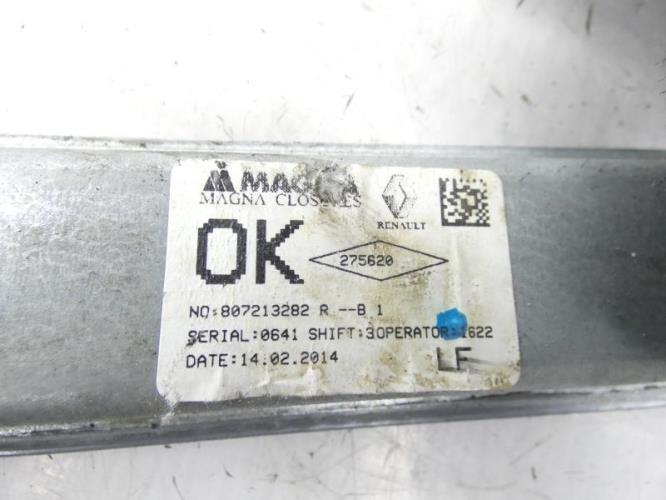 MAGNA
MAGNA CLOSURES
RENAULT
OK
275620
NO:807213282 R --B 1
SERIAL:0641 SHIFT:3OPERATOR:1622
DATE:14.02.2014
LF